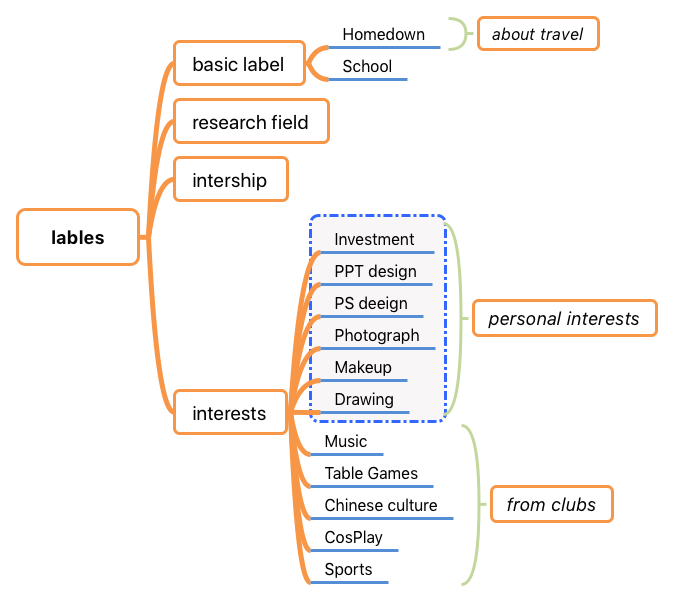 lables
basic label
Homedown
School
about travel
research field
intership
interests
Investment
PPT design
PS deeign
Photograph
Makeup
Drawing
personal interests
Music
Table Games
Chinese culture
CosPlay
Sports
from clubs